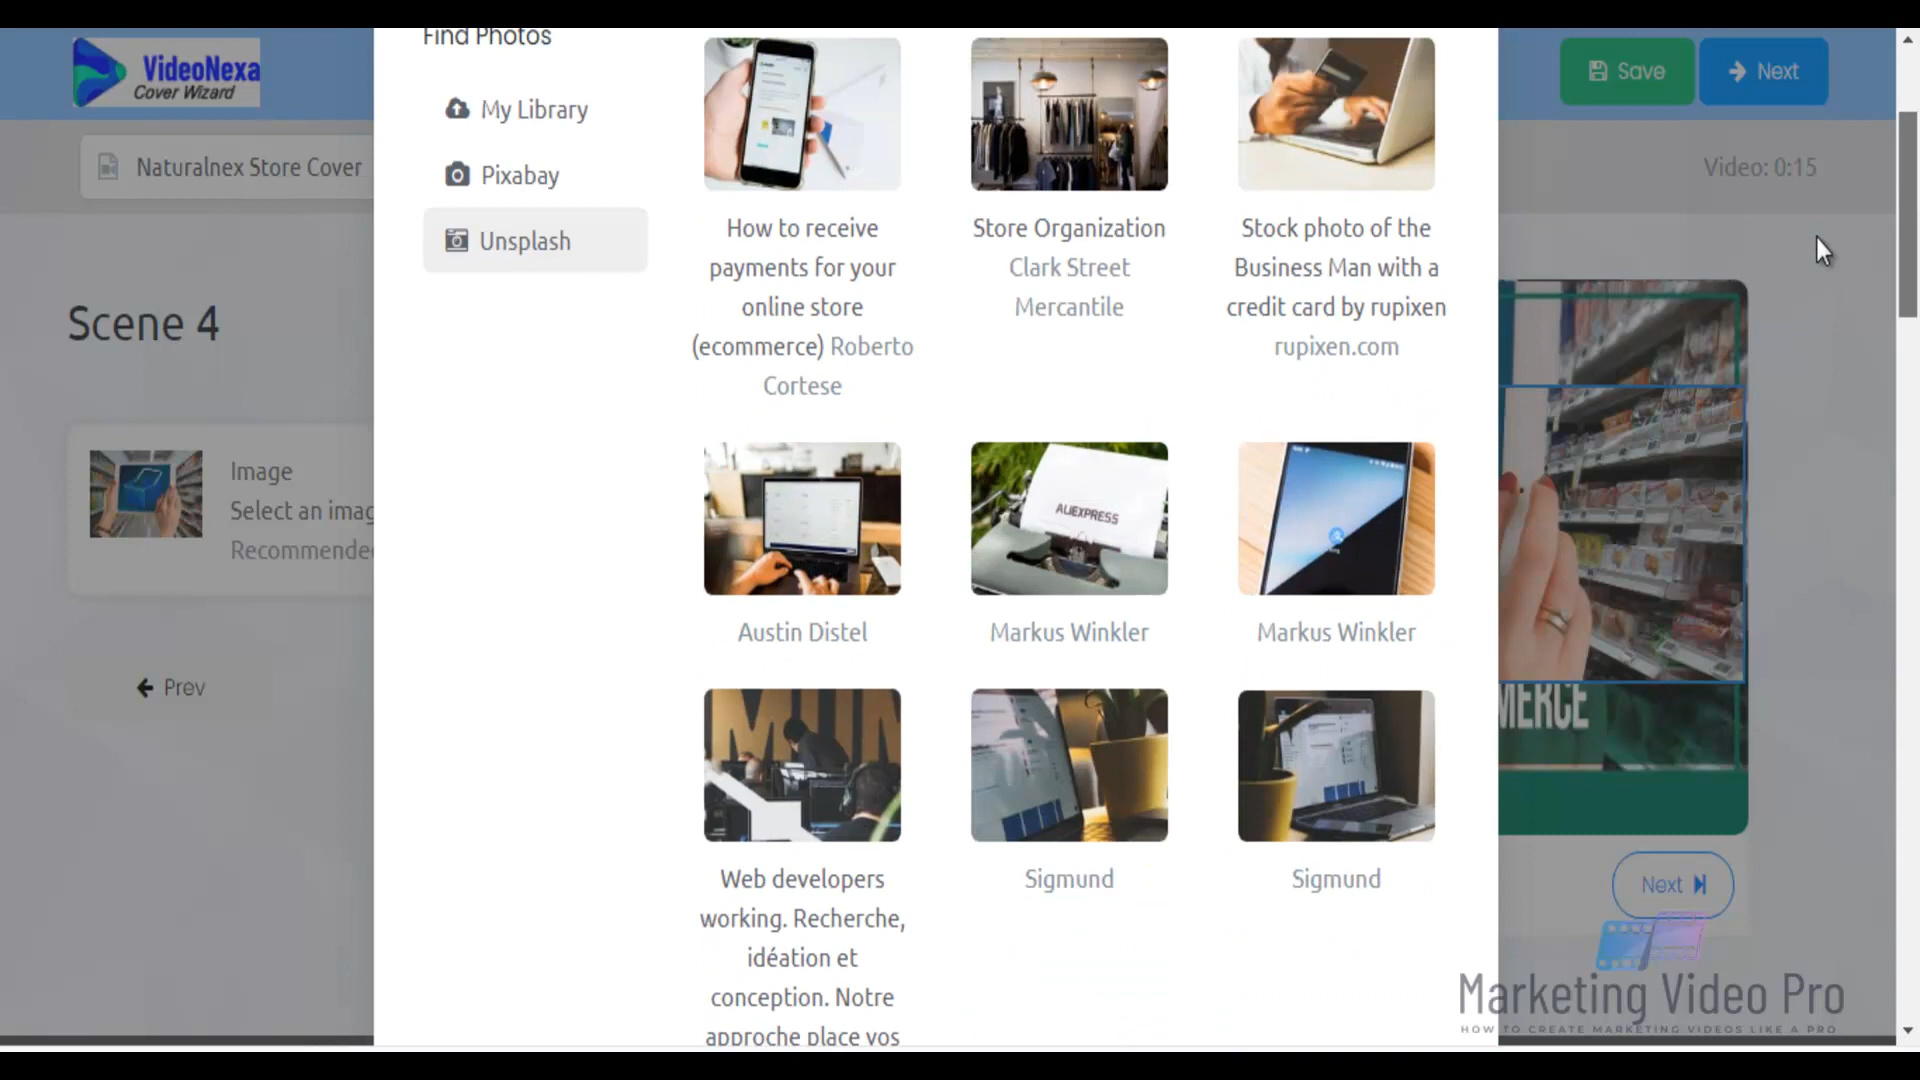 Find Photos
VideoNexa
Cover Wizard
Save
Next
My Library
Naturalnex Store Cover
Pixabay
Video: 0:15
Unsplash
How to receive
payments for your
online store
(ecommerce) Roberto
Cortese
Store Organization
Clark Street
Mercantile
Stock photo of the
Business Man with a
credit card by rupixen
rupixen.com
Scene 4
Image
Select an imag
Recommende
ALIEXPRESS
Austin Distel
Markus Winkler
Markus Winkler
Prev
MERCE
MUM
Web developers
working. Recherche,
idéation et
conception. Notre
approche place vos
Sigmund
Sigmund
Next
Marketing Video Pro
HOW TO CREATE MARKETING VIDEOS LIKE A PRO